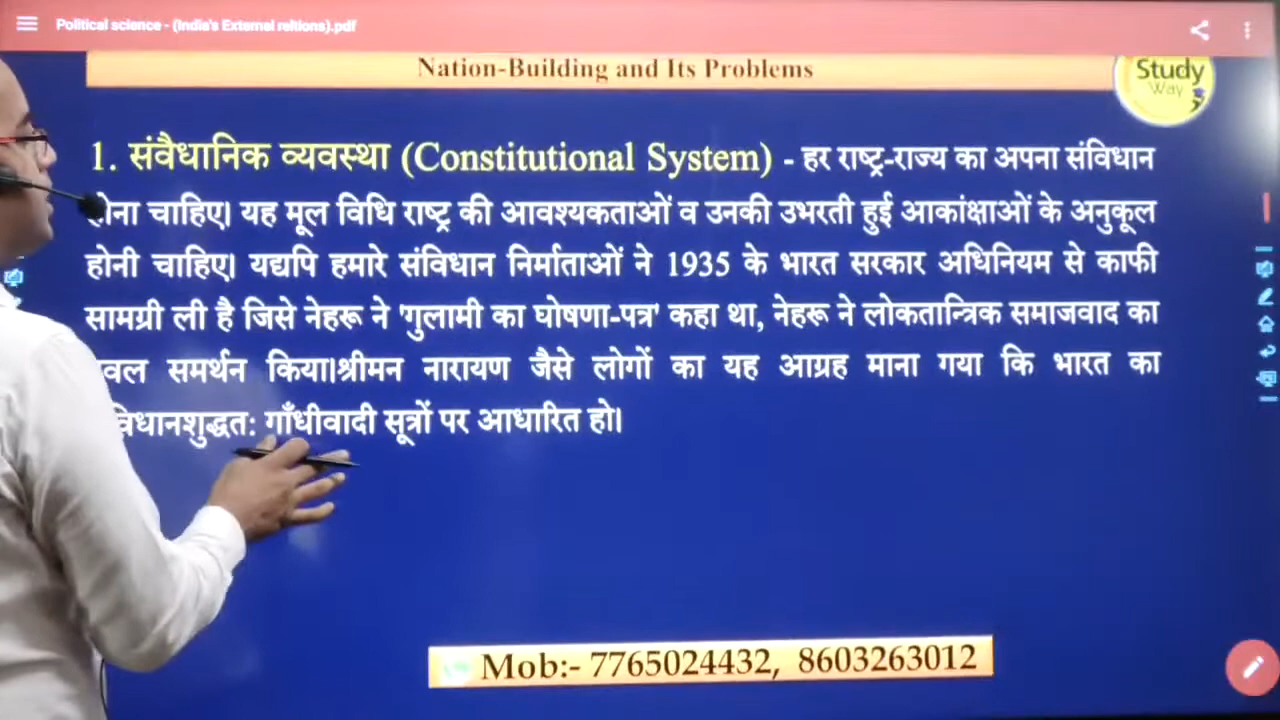 Political science - (India's External reltions).pdf
Nation-Building and Its Problems
Study
Way
1. संवैधानिक व्यवस्था (Constitutional System) - हर राष्ट्र-राज्य का अपना संविधान
चाहिए। यह मूल विधि राष्ट्र की आवश्यकताओं व उनकी उभरती हुई आकांक्षाओं के अनुकूल
होनी चाहिए। यद्यपि हमारे संविधान निर्माताओं ने 1935 के भारत सरकार अधिनियम से काफी
सामग्री ली है जिसे नेहरू ने 'गुलामी का घोषणा-पत्र' कहा था, नेहरू ने लोकतान्त्रिक समाजवाद का
समर्थन किया।श्रीमन नारायण जैसे लोगों का यह आग्रह माना गया कि भारत का
गाँधीवादी सूत्रों पर आधारित हो।
Mob:- 7765024432, 8603263012